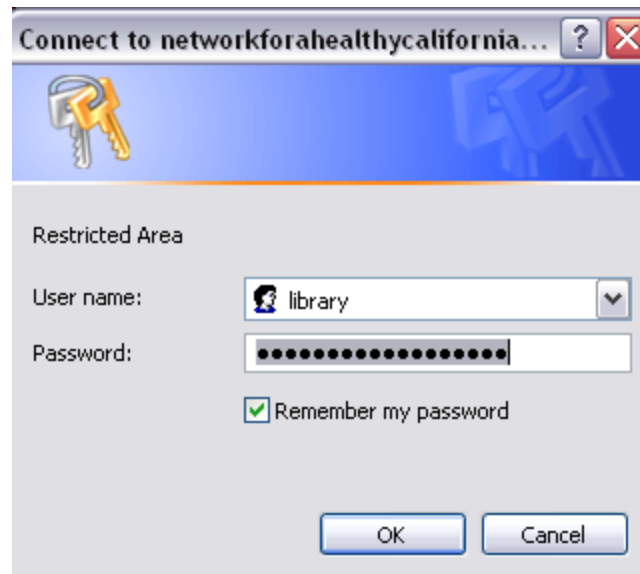 Connect to networkforahealthycalifornia...
Restricted Area
User name: library
Password: ••••••••••••••••••
Remember my password
OK Cancel